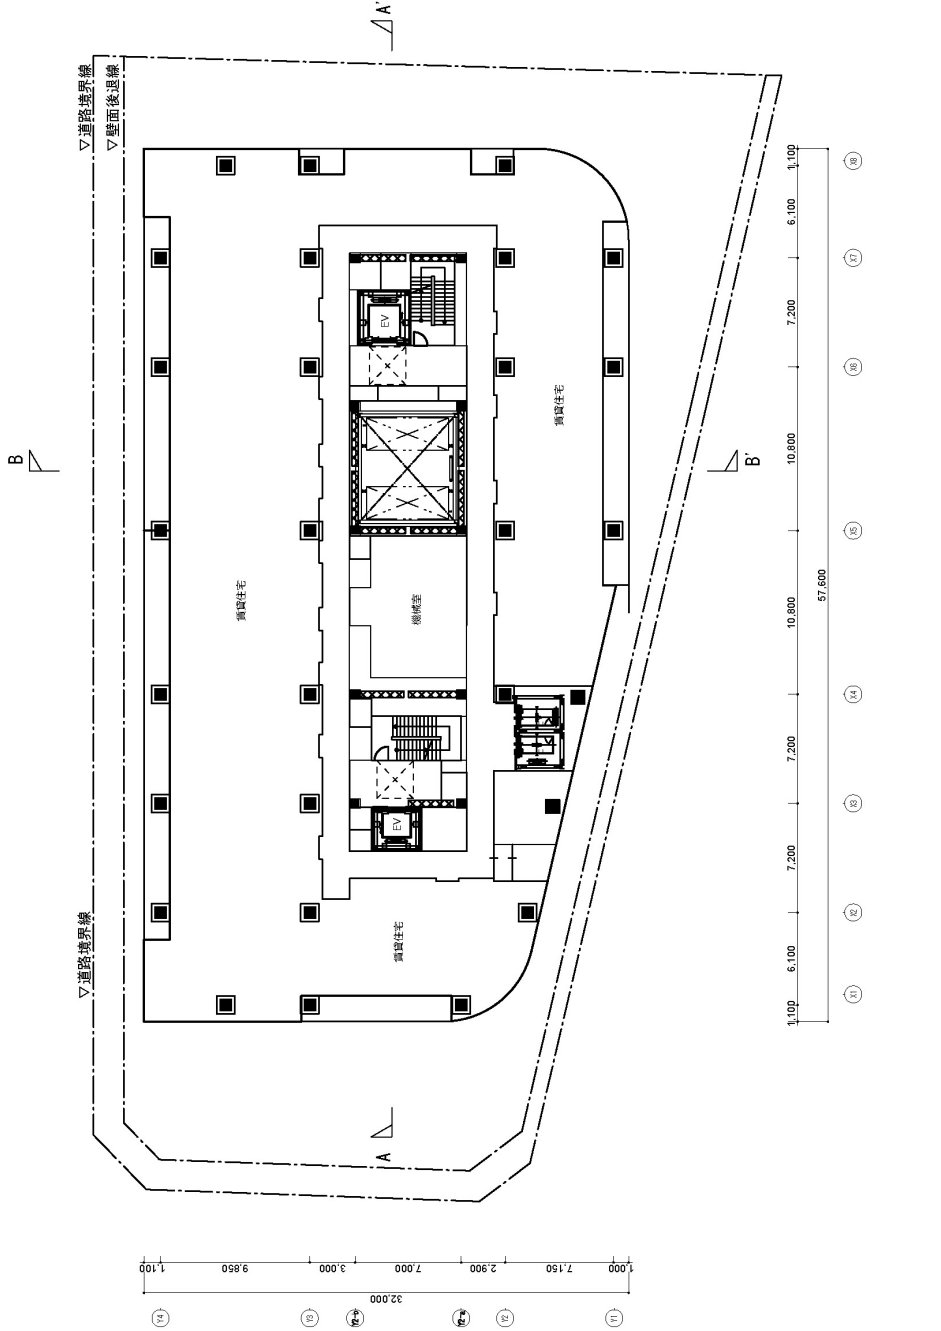 A'
▽道路境界線
▽壁面後退線
1,100
X8
6,100
X7
7,200
EV
X6
賃貸住宅
B
B'
10,800
X5
57,600
賃貸住宅
機械室
10,800
X4
7,200
X3
EV
7,200
▽道路境界線
賃貸住宅
X2
6,100
X1
1,100
A
1,100
9,850
3,000
7,000
2,900
7,150
1,000
32,000
Y4
Y3
Y2-b
Y2-a
Y2
Y1